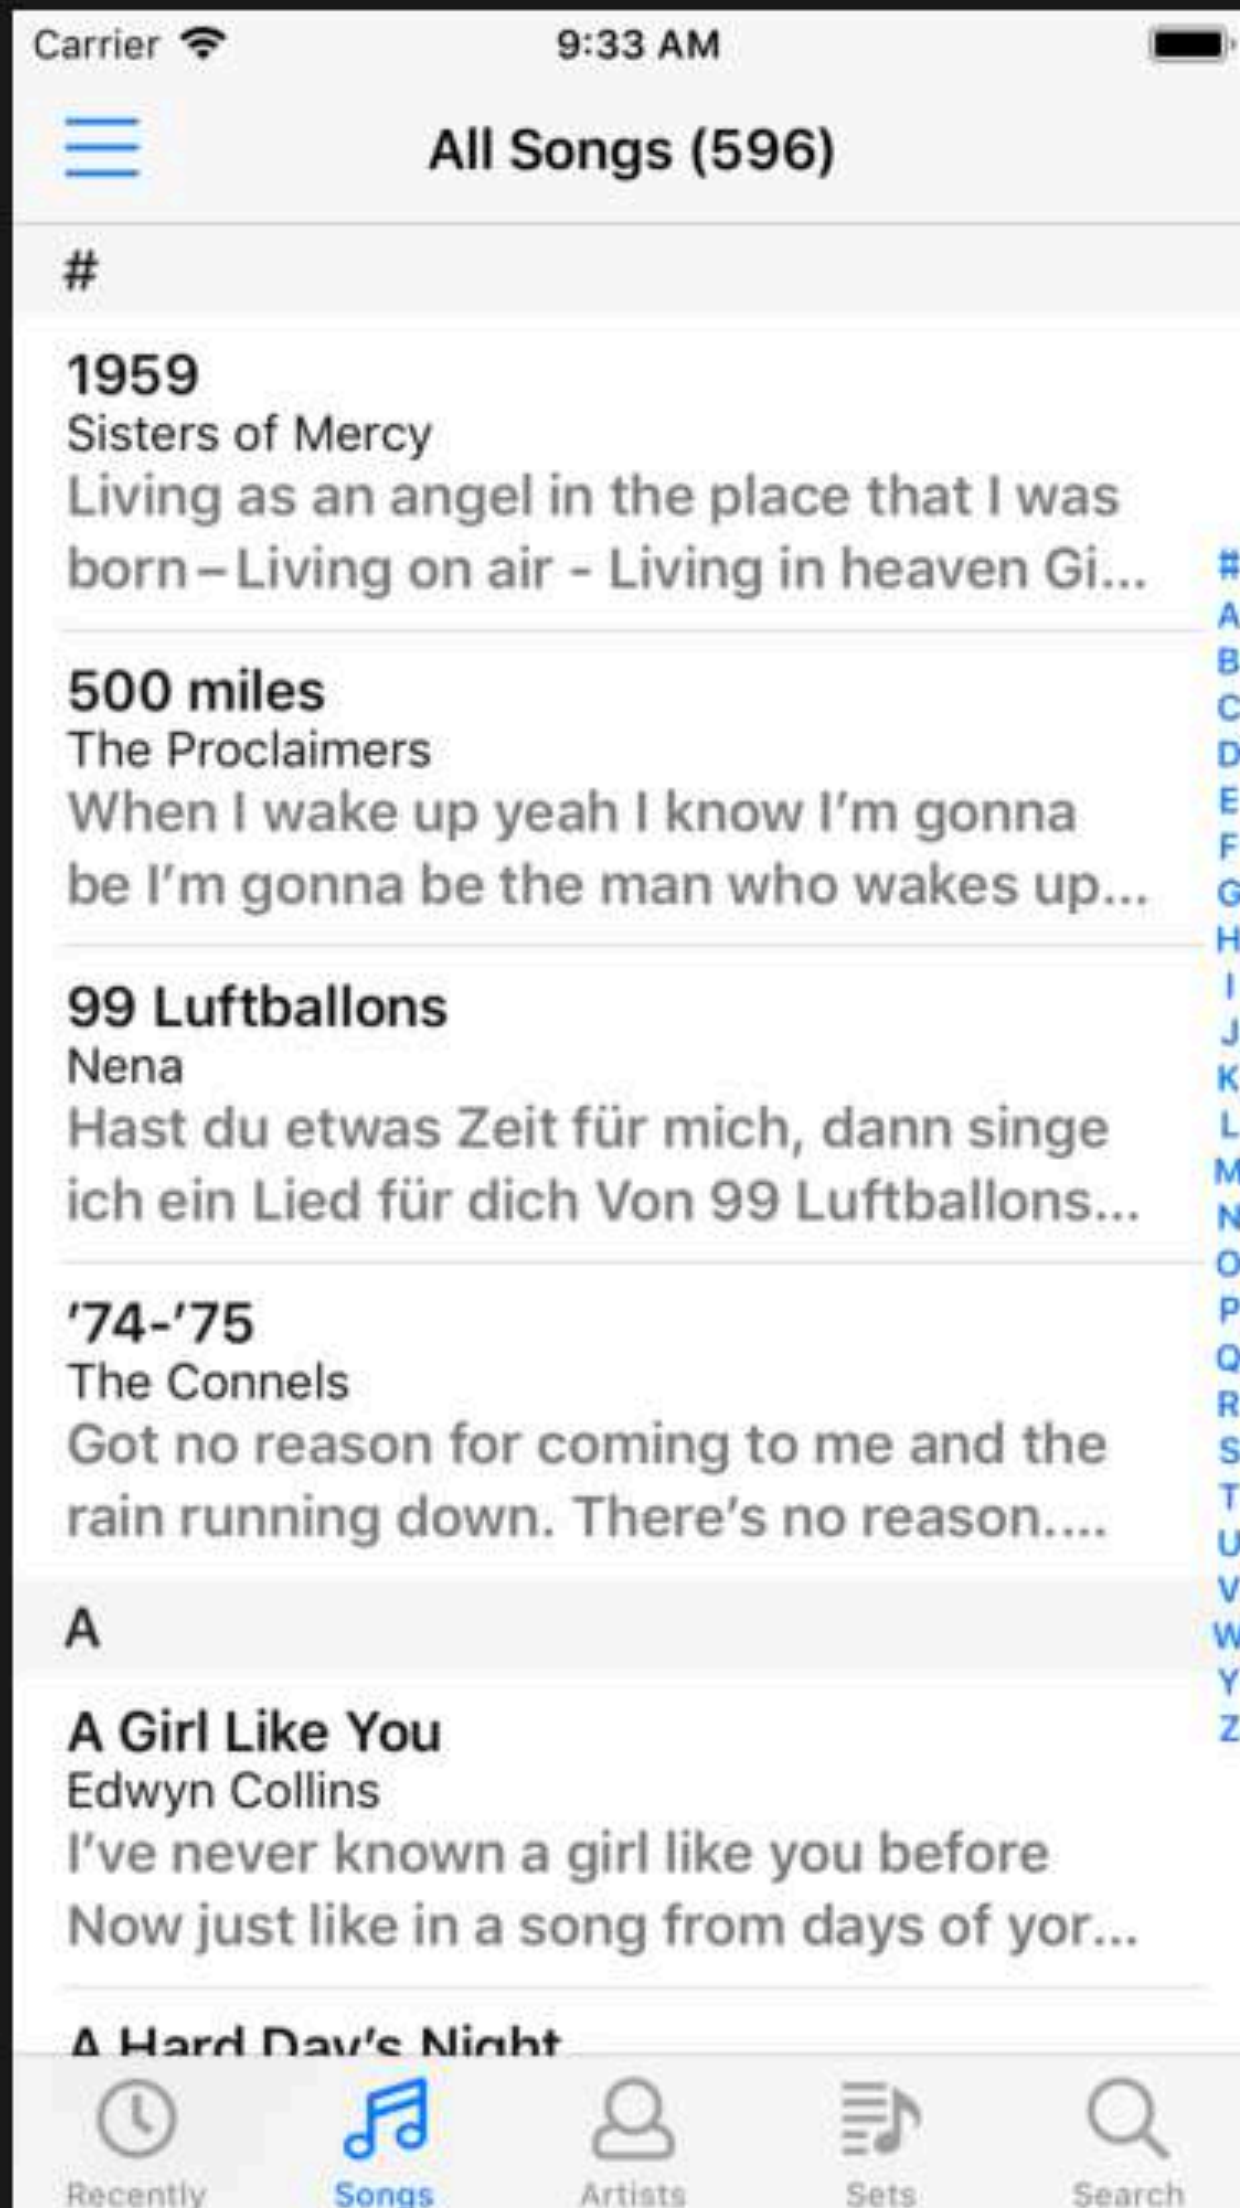 Carrier
9:33 AM
All Songs (596)
#
1959
Sisters of Mercy
Living as an angel in the place that I was
born – Living on air - Living in heaven Gi...
500 miles
The Proclaimers
When I wake up yeah I know I’m gonna
be I’m gonna be the man who wakes up...
99 Luftballons
Nena
Hast du etwas Zeit für mich, dann singe
ich ein Lied für dich Von 99 Luftballons...
’74-’75
The Connels
Got no reason for coming to me and the
rain running down. There’s no reason....
A
A Girl Like You
Edwyn Collins
I’ve never known a girl like you before
Now just like in a song from days of yor...
A Hard Day’s Night
#
A
B
C
D
E
F
G
H
I
J
K
L
M
N
O
P
Q
R
S
T
U
V
W
Y
Z
Recently
Songs
Artists
Sets
Search